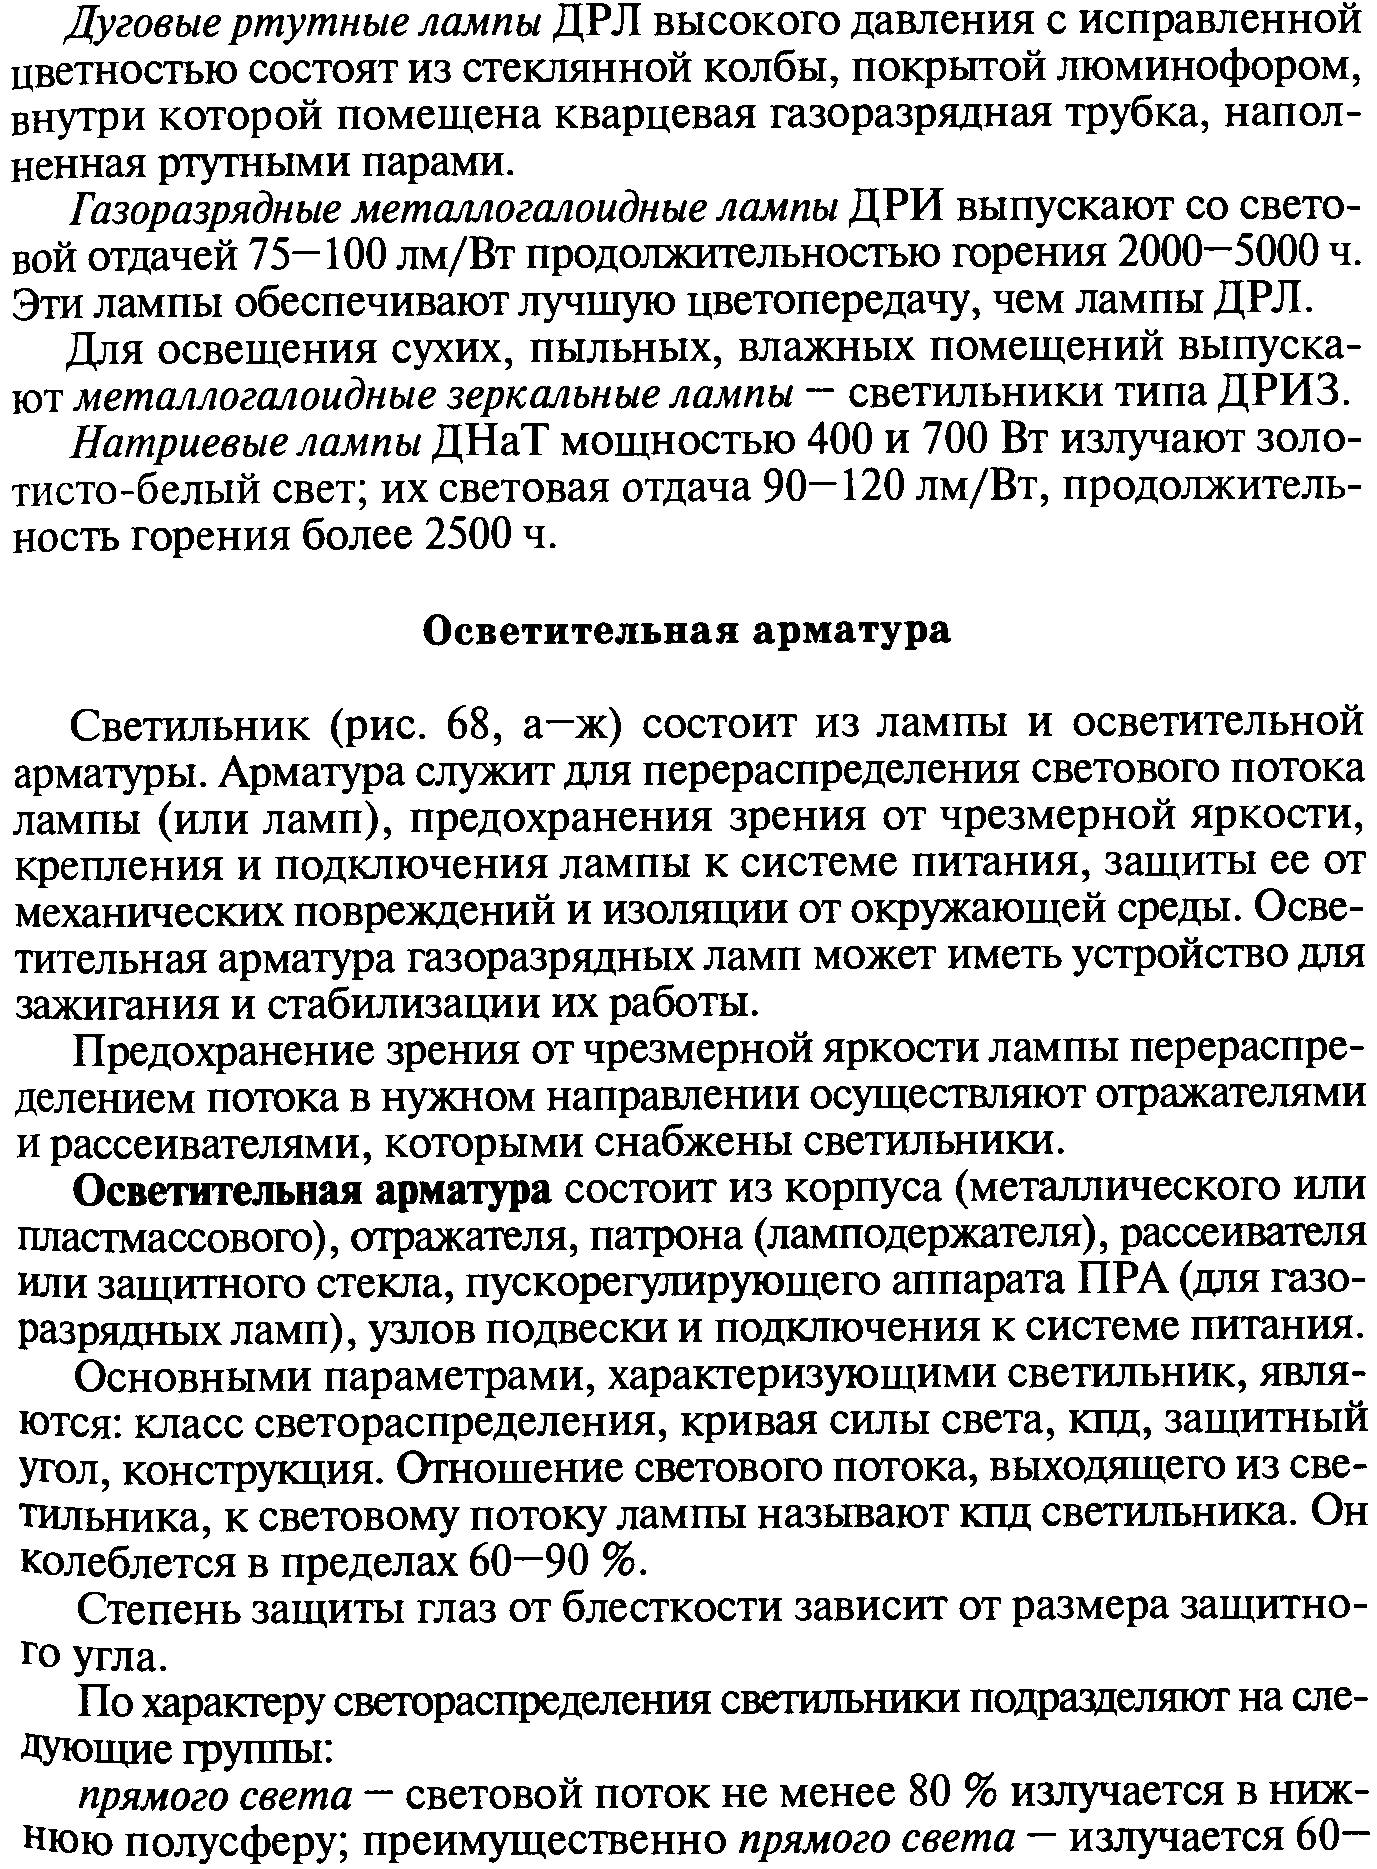 Дуговые ртутные лампы ДРЛ высокого давления с исправленной
цветностью состоят из стеклянной колбы, покрытой люминофором,
внутри которой помещена кварцевая газоразрядная трубка, напол-
ненная ртутными парами.
Газоразрядные металлогалоидные лампы ДРИ выпускают со свето-
вой отдачей 75—100 лм/Вт продолжительностью горения 2000—5000 ч.
Эти лампы обеспечивают лучшую цветопередачу, чем лампы ДРЛ.
Для освещения сухих, пыльных, влажных помещений выпуска-
ют металлогалоидные зеркальные лампы — светильники типа ДРИЗ.
Натриевые лампы ДНаТ мощностью 400 и 700 Вт излучают золо-
тисто-белый свет; их световая отдача 90—120 лм/Вт, продолжитель-
ность горения более 2500 ч.
Осветительная арматура
Светильник (рис. 68, а—ж) состоит из лампы и осветительной
арматуры. Арматура служит для перераспределения светового потока
лампы (или ламп), предохранения зрения от чрезмерной яркости,
крепления и подключения лампы к системе питания, защиты ее от
механических повреждений и изоляции от окружающей среды. Осве-
тительная арматура газоразрядных ламп может иметь устройство для
зажигания и стабилизации их работы.
Предохранение зрения от чрезмерной яркости лампы перераспре-
делением потока в нужном направлении осуществляют отражателями
и рассеивателями, которыми снабжены светильники.
Осветительная арматура состоит из корпуса (металлического или
пластмассового), отражателя, патрона (ламподержателя), рассеивателя
или защитного стекла, пускорегулирующего аппарата ПРА (для газо-
разрядных ламп), узлов подвески и подключения к системе питания.
Основными параметрами, характеризующими светильник, явля-
ются: класс светораспределения, кривая силы света, кпд, защитный
угол, конструкция. Отношение светового потока, выходящего из све-
тильника, к световому потоку лампы называют кпд светильника. Он
колеблется в пределах 60—90 %.
Степень защиты глаз от блесткости зависит от размера защитно-
го угла.
По характеру светораспределения светильники подразделяют на сле-
дующие группы:
прямого света — световой поток не менее 80 % излучается в ниж-
нюю полусферу; преимущественно прямого света — излучается 60—